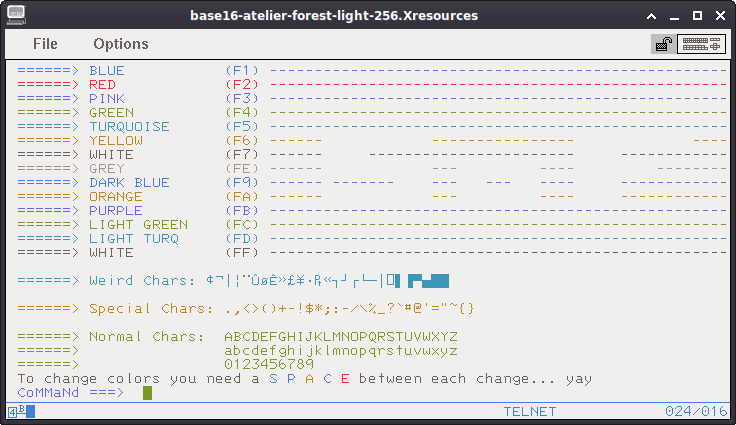 base16-atelier-forest-light-256.Xresources
File Options
======> BLUE (F1) ----------------------------------------------------------
======> RED (F2) ----------------------------------------------------------
======> PINK (F3) ----------------------------------------------------------
======> GREEN (F4) ----------------------------------------------------------
======> TURQUOISE (F5) ----------------------------------------------------------
======> YELLOW (F6) ------ ------------------ ----
======> WHITE (F7) ------ ------------------ --------------
======> GREY (FE) ------ --- --- --------------
======> DARK BLUE (F9) ------ -------- --- --- --- --------------
======> ORANGE (FA) ------ --- --- --------------
======> PURPLE (FB) ----------------------------------------------------------
======> LIGHT GREEN (FC) ----------------------------------------------------------
======> LIGHT TURQ (FD) ----------------------------------------------------------
======> WHITE (FF) ----------------------------------------------------------
======> Weird Chars:
======> Special Chars: .,<>()+-!$*;:-/\%_?`#@'="~{}
======> Normal Chars: ABCDEFGHIJKLMNOPQRSTUVWXYZ
======> abcdefghijklmnopqrstuvwxyz
======> 0123456789
To change colors you need a S P A C E between each change... yay
CoMMaNd ===>
4 B TELNET 024/016